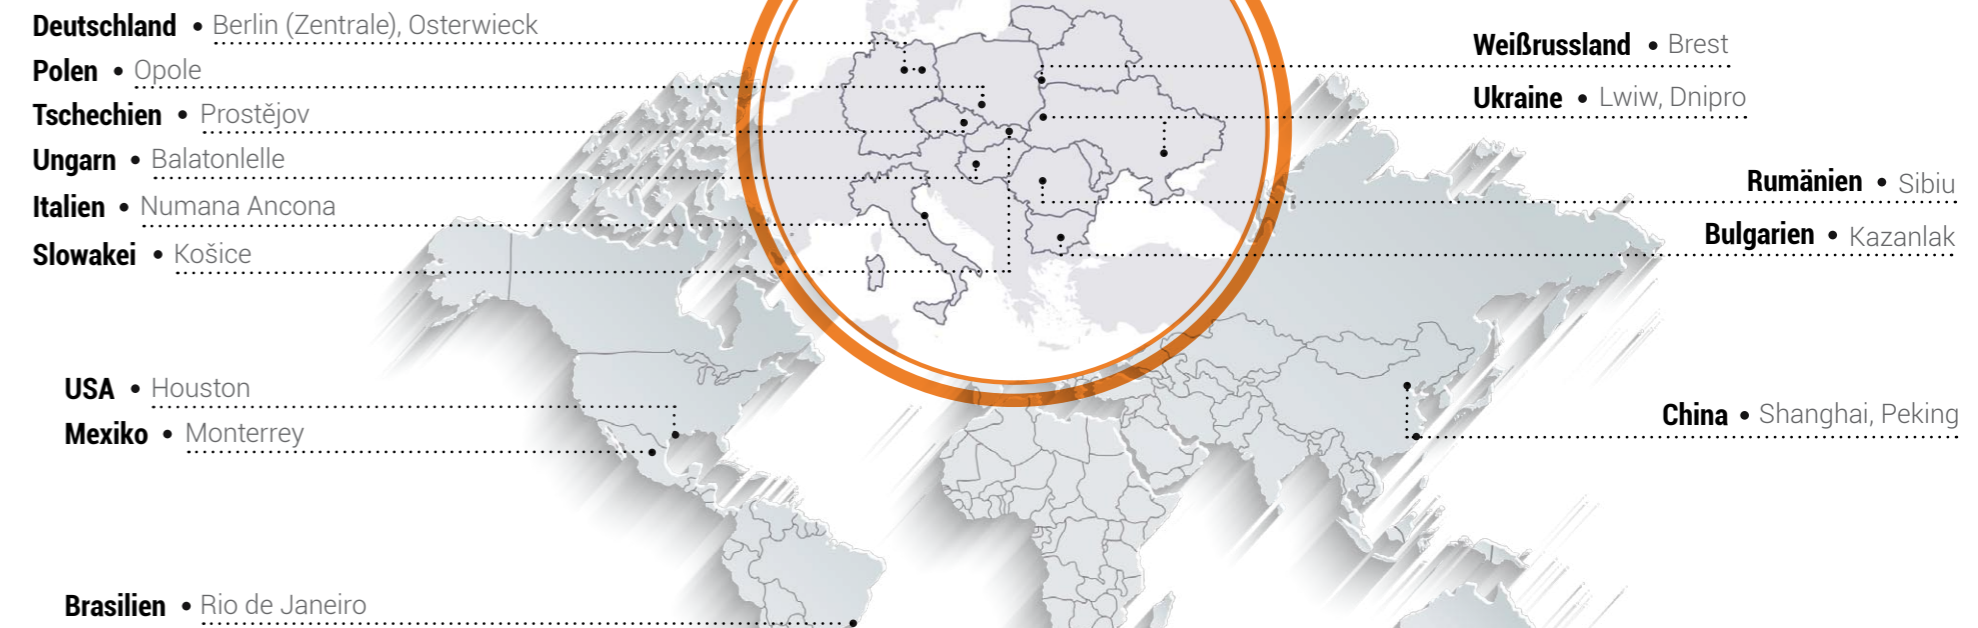 Deutschland • Berlin (Zentrale), Osterwieck
Polen • Opole
Tschechien • Prostějov
Ungarn • Balatonlelle
Italien • Numana Ancona
Slowakei • Košice
USA • Houston
Mexiko • Monterrey
Brasilien • Rio de Janeiro
Weißrussland • Brest
Ukraine • Lwiw, Dnipro
Rumänien • Sibiu
Bulgarien • Kazanlak
China • Shanghai, Peking